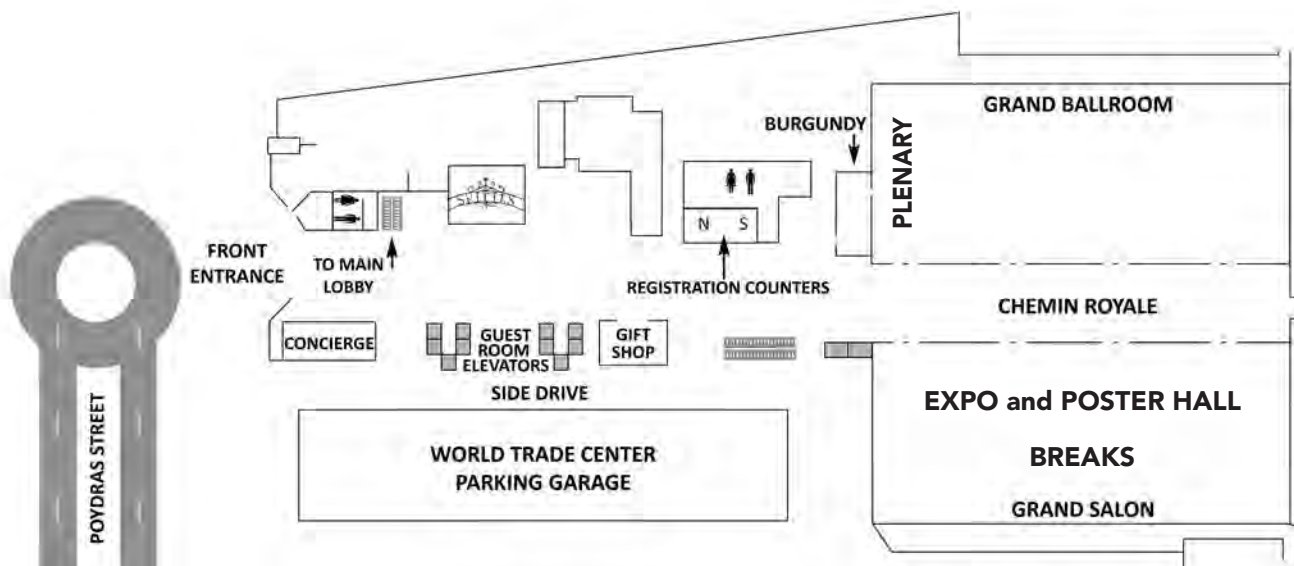 GRAND BALLROOM
BURGUNDY
PLENARY
SPIRITS
N S
FRONT
ENTRANCE
TO MAIN
LOBBY
REGISTRATION COUNTERS
CHEMIN ROYALE
CONCIERGE
GUEST
ROOM
ELEVATORS
GIFT
SHOP
SIDE DRIVE
EXPO and POSTER HALL
BREAKS
WORLD TRADE CENTER
PARKING GARAGE
GRAND SALON
POYDRAS STREET